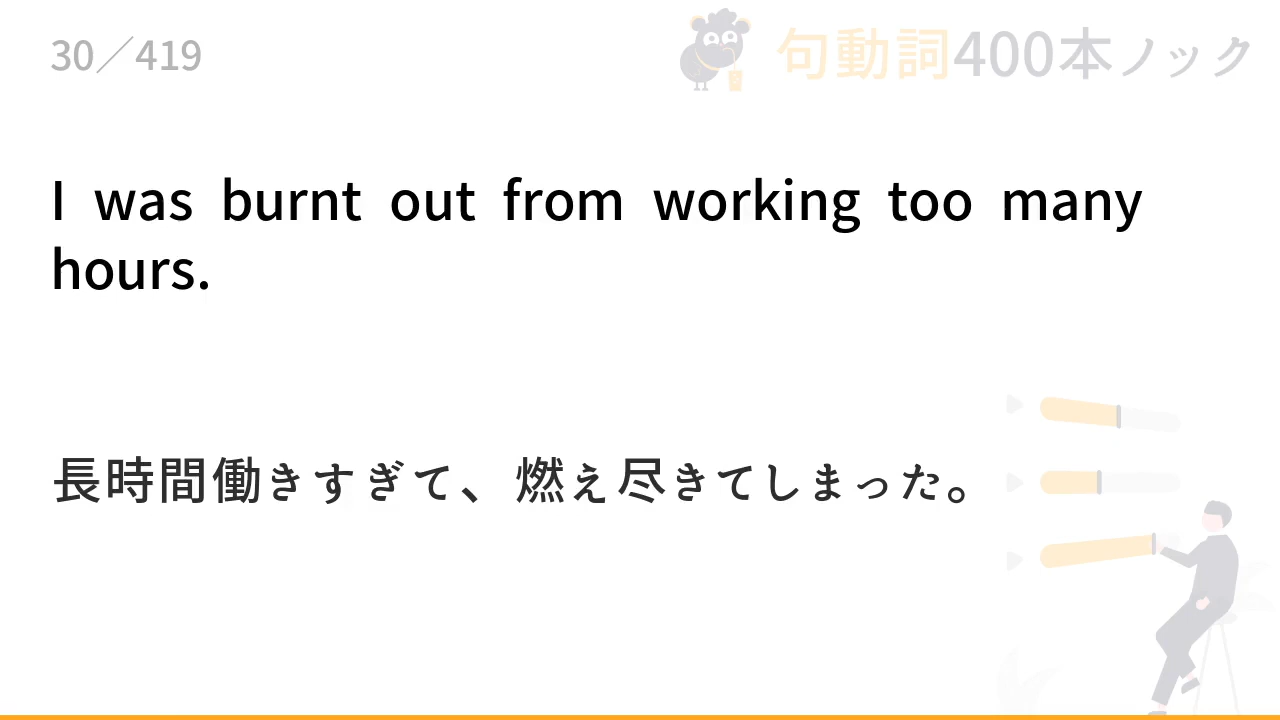 30／419
句動詞400本ノック
I was burnt out from working too many
hours.
長時間働きすぎて、燃え尽きてしまった。